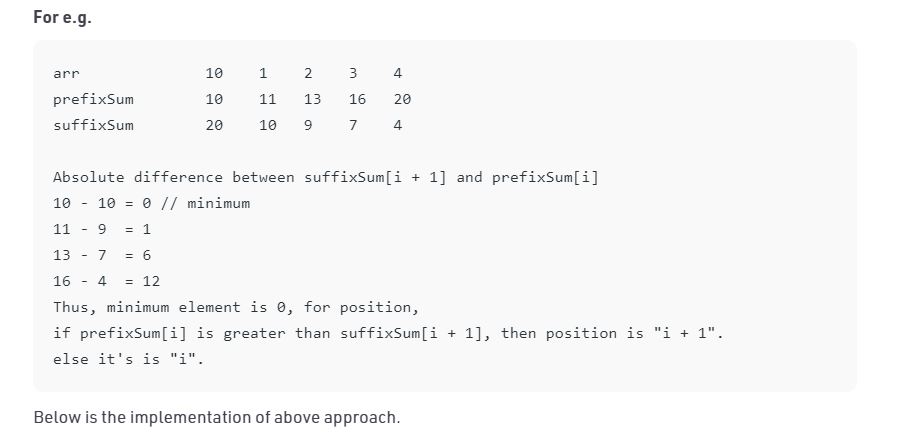 For e.g.
arr 10 1 2 3 4
prefixSum 10 11 13 16 20
suffixSum 20 10 9 7 4
Absolute difference between suffixSum[i + 1] and prefixSum[i]
10 - 10 = 0 // minimum
11 - 9 = 1
13 - 7 = 6
16 - 4 = 12
Thus, minimum element is 0, for position,
if prefixSum[i] is greater than suffixSum[i + 1], then position is "i + 1".
else it's is "i".
Below is the implementation of above approach.